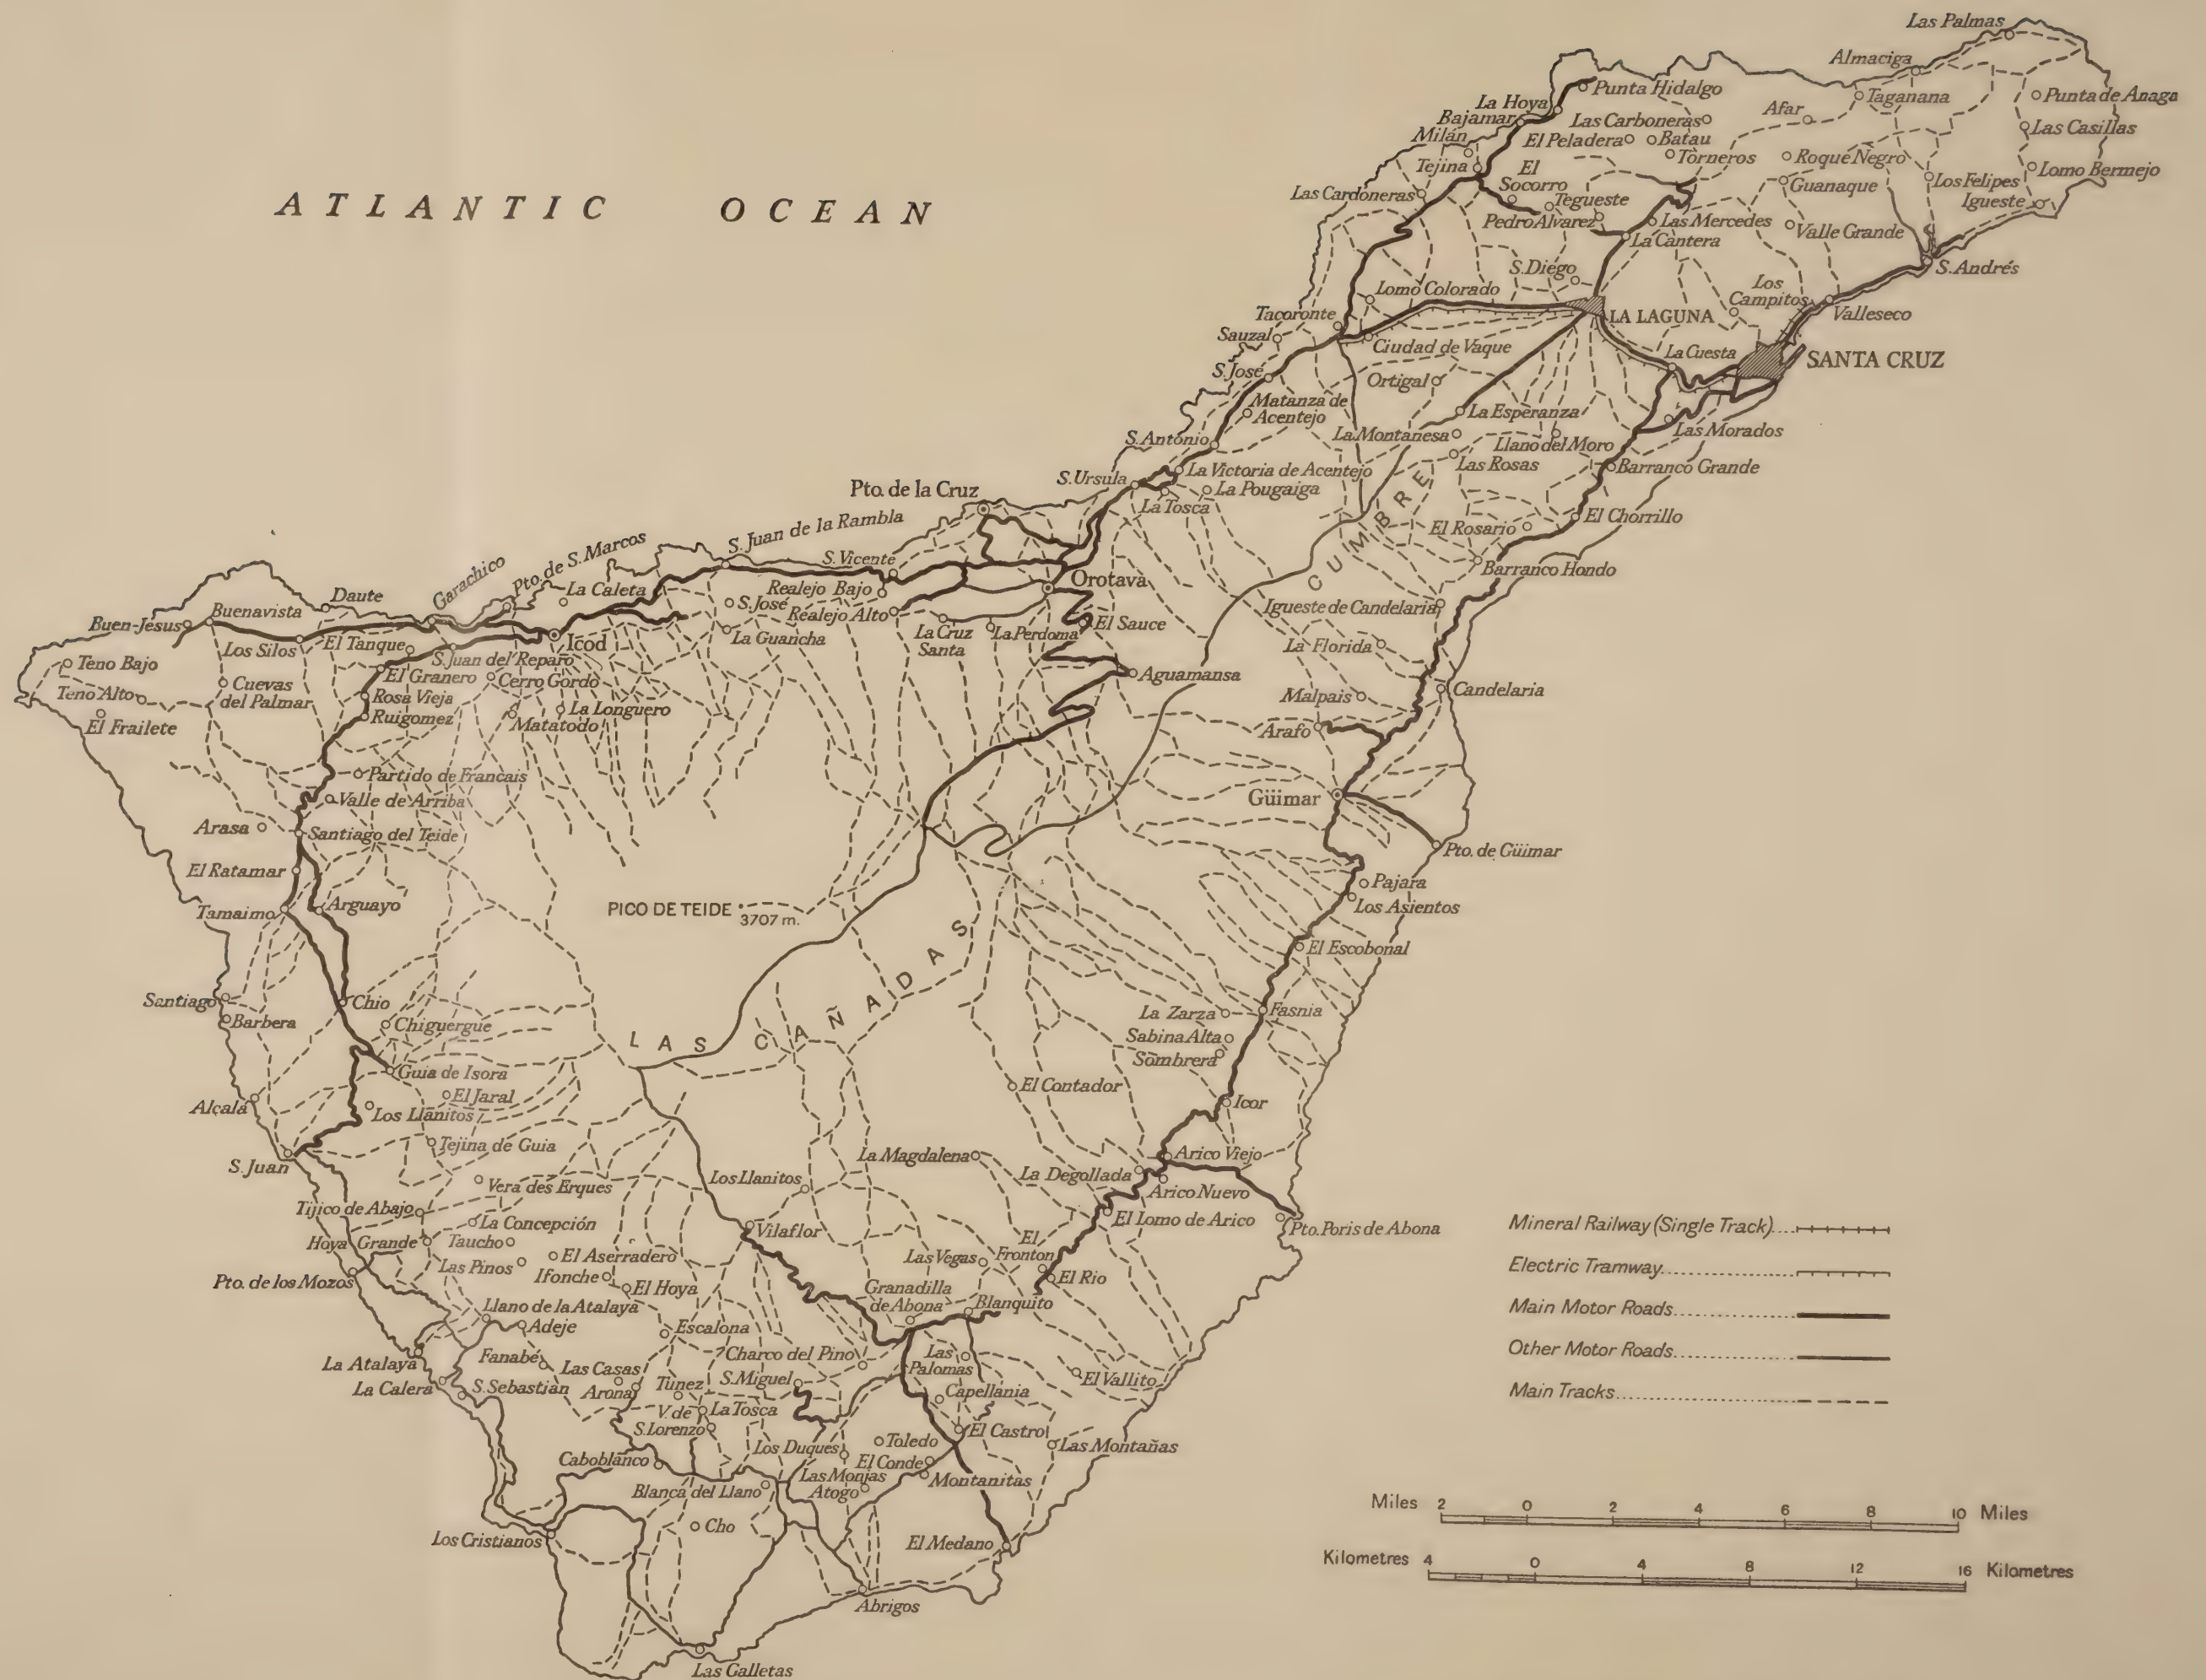 ATLANTIC OCEAN
Las Palmas
Almaciga
Punta Hidalgo
Taganana
Punta de Anaga
La Hoya
Bajamar
Las Carboneras
Afar
Las Casillas
Milán
El Peladera
Batau
Tejina
El
Socorro
Torneros
Roque Negro
Lomo Bermejo
Las Cardoneras
Tegueste
Guanaque
Los Felipes
Igueste
Pedro Alvarez
Las Mercedes
Valle Grande
La Cantera
S. Diego
S. Andrés
Lomo Colorado
Los
Campitos
Tacoronte
LA LAGUNA
Valleseco
Sauzal
Ciudad de Vaque
La Cuesta
SANTA CRUZ
S. José
Ortigal
Matanza de
Acentejo
La Esperanza
S. Antonio
La Montanesa
Llano del Moro
Las Morados
S. Ursula
La Victoria de Acentejo
Las Rosas
Barranco Grande
Pto. de la Cruz
La Pougaiga
La Tosca
S. Juan de la Rambla
El Rosario
El Chorrillo
Pto. de S. Marcos
S. Vicente
CUMBRE
Barranco Hondo
Garachico
La Caleta
Realejo Bajo
Orotava
Daute
S. José
Realejo Alto
Igueste de Candelaria
Buenavista
Buen-Jesus
La Guancha
La Cruz
Santa
La Perdoma
El Sauce
Los Silos
El Tanque
Icod
La Florida
Teno Bajo
S. Juan del Reparo
El Granero
Cerro Gordo
Aguamansa
Teno Alto
Cuevas
del Palmar
Rosa Vieja
La Longuero
Malpais
Candelaria
El Frailete
Ruigomez
Matatodo
Arafo
Partido de Francais
Valle de Arriba
Güimar
Arasa
Santiago del Teide
Pto. de Güimar
El Ratamar
Pajara
Tamaimo
Arguayo
PICO DE TEIDE
3707 m.
Los Asientos
El Escobonal
Santiago
Chio
Barbera
Chiguergue
LAS CAÑADAS
La Zarza
Fasnia
Sabina Alta
Sombrera
Guia de Isora
El Contador
Alcalá
El Jaral
Los Llanitos
Icor
Tejina de Guia
S. Juan
La Magdalena
Arico Viejo
La Degollada
Vera des Erques
Los Llanitos
Arico Nuevo
Tijico de Abajo
La Concepción
El Lomo de Arico
Pto. Poris de Abona
Hoya Grande
Taucho
Vilaflor
Las Pinos
El Aserradero
Las Vegas
El
Fronton
Pto. de los Mozos
Ifonche
El Hoya
El Rio
Granadilla
de Abona
Blanquito
Llano de la Atalaya
Adeje
Escalona
La Atalaya
Fanabé
Las Casas
Charco del Pino
Las
Palomas
La Calera
S. Sebastian
Arona
Túnez
S. Miguel
El Vallito
Capellania
V. de
S. Lorenzo
La Tosca
Los Duques
Toledo
El Castro
Las Montañas
Caboblanco
El Conde
Las Monjas
Blanca del Llano
Atogo
Montanitas
Cho
Los Cristianos
El Medano
Abrigos
Las Galletas
Mineral Railway (Single Track)
Electric Tramway
Main Motor Roads
Other Motor Roads
Main Tracks
Miles 2 0 2 4 6 8 10 Miles
Kilometres 4 0 4 8 12 16 Kilometres